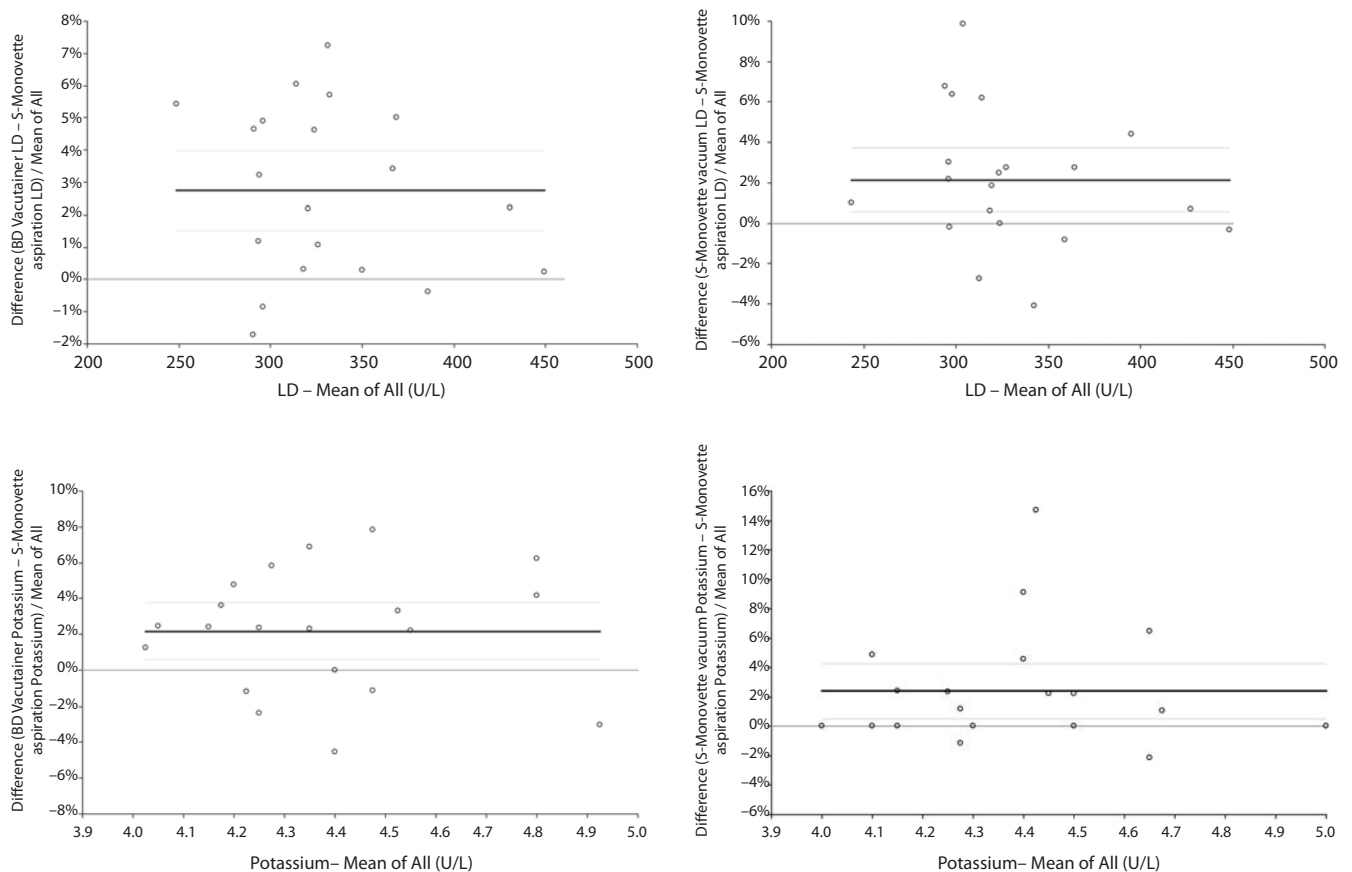 Difference (BD Vacutainer LD – S-Monovette
aspiration LD) / Mean of All
8%
7%
6%
5%
4%
3%
2%
1%
0%
–1%
–2%
200 250 300 350 400 450 500
LD – Mean of All (U/L)
Difference (S-Monovette vacuum LD – S-Monovette
aspiration LD) / Mean of All
10%
8%
6%
4%
2%
0%
–2%
–4%
–6%
200 250 300 350 400 450 500
LD – Mean of All (U/L)
Difference (BD Vacutainer Potassium – S-Monovette
aspiration Potassium) / Mean of All
10%
8%
6%
4%
2%
0%
–2%
–4%
–6%
–8%
3.9 4.0 4.1 4.2 4.3 4.4 4.5 4.6 4.7 4.8 4.9 5.0
Potassium– Mean of All (U/L)
Difference (S-Monovette vacuum Potassium – S-Monovette
aspiration Potassium) / Mean of All
16%
14%
12%
10%
8%
6%
4%
2%
0%
–2%
–4%
–6%
3.9 4.0 4.1 4.2 4.3 4.4 4.5 4.6 4.7 4.8 4.9 5.0
Potassium– Mean of All (U/L)